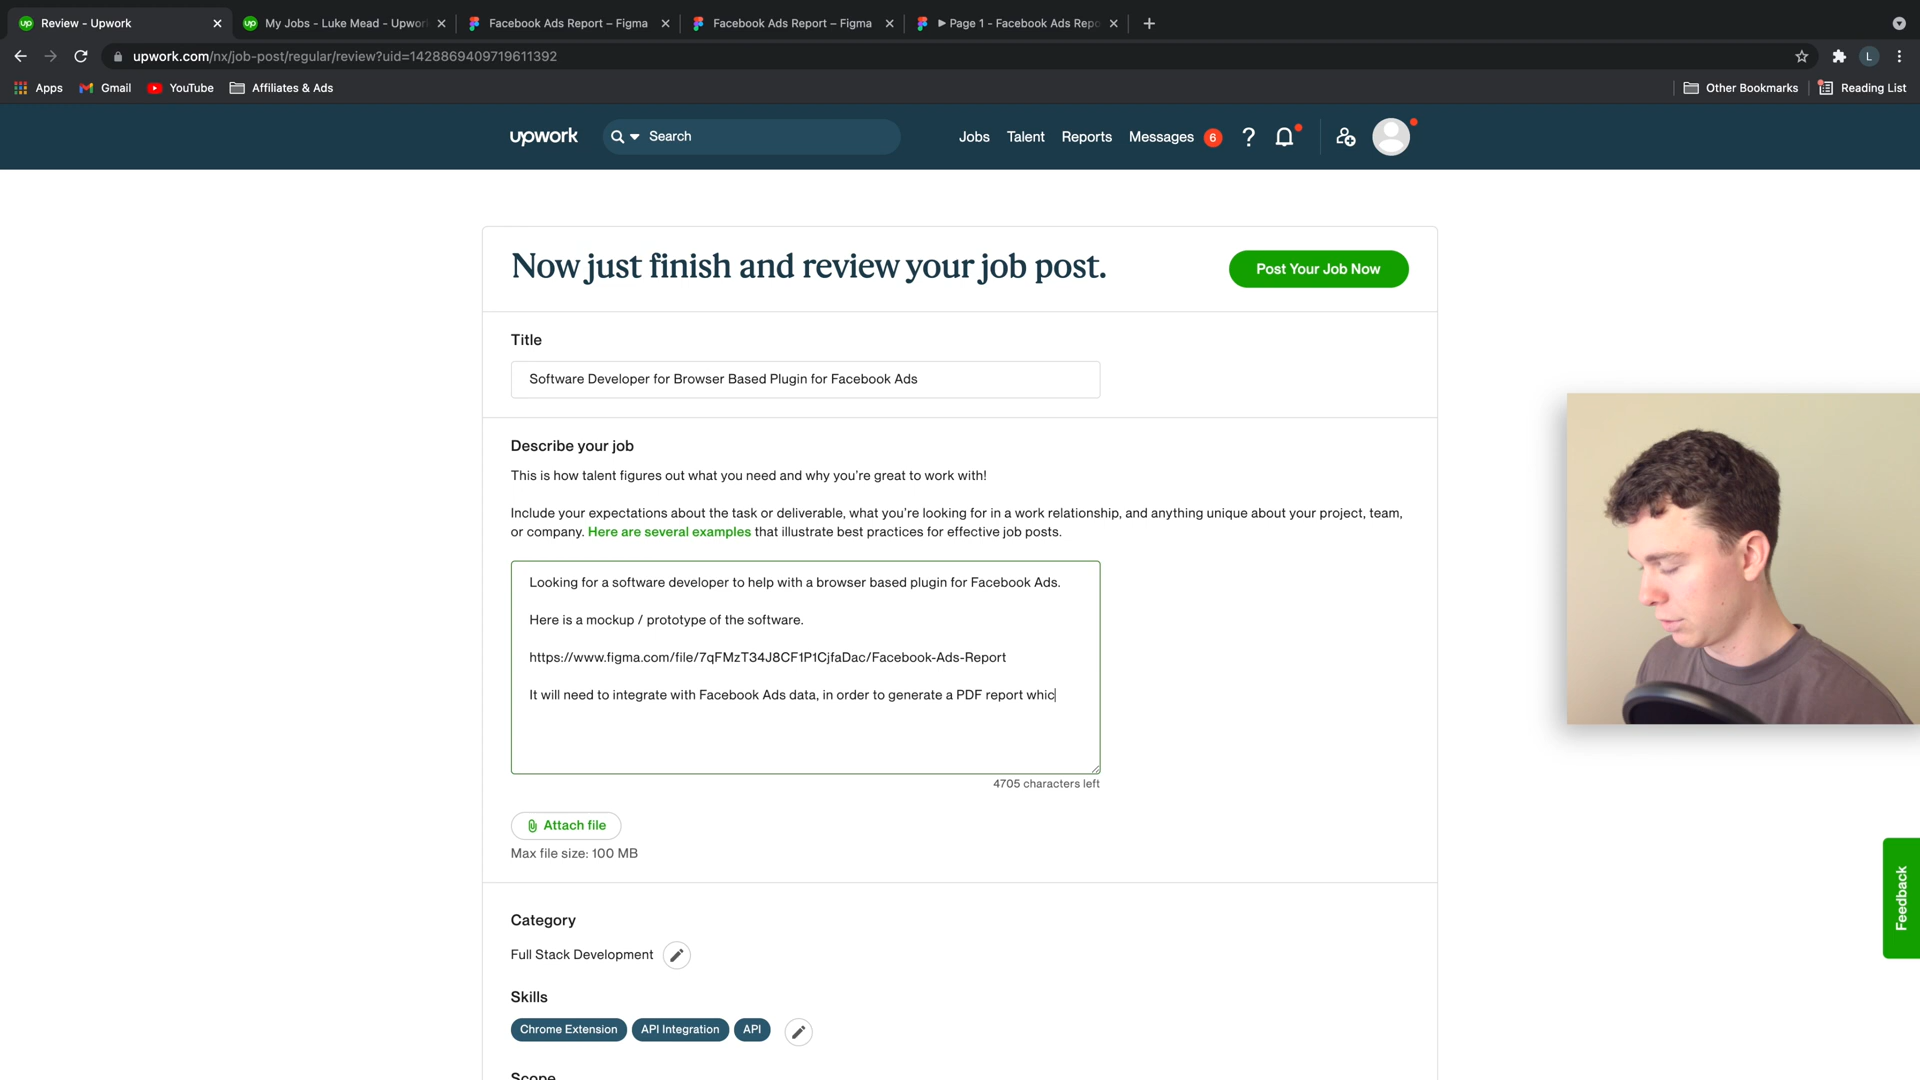 Review - Upwork
My Jobs - Luke Mead - Upwor
Facebook Ads Report – Figma
Facebook Ads Report – Figma
Page 1 - Facebook Ads Repo
upwork.com/nx/job-post/regular/review?uid=1428869409719611392
L
Apps
Gmail
YouTube
Affiliates & Ads
Other Bookmarks
Reading List
upwork
Search
Jobs
Talent
Reports
Messages
6
Now just finish and review your job post.
Post Your Job Now
Title
Software Developer for Browser Based Plugin for Facebook Ads
Describe your job
This is how talent figures out what you need and why you're great to work with!
Include your expectations about the task or deliverable, what you're looking for in a work relationship, and anything unique about your project, team,
or company. Here are several examples that illustrate best practices for effective job posts.
Looking for a software developer to help with a browser based plugin for Facebook Ads.
Here is a mockup / prototype of the software.
https://www.figma.com/file/7qFMzT34J8CF1P1CjfaDac/Facebook-Ads-Report
It will need to integrate with Facebook Ads data, in order to generate a PDF report whic
4705 characters left
Attach file
Max file size: 100 MB
Feedback
Category
Full Stack Development
Skills
Chrome Extension
API Integration
API
Scope